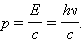 p = E/c = hν/c.